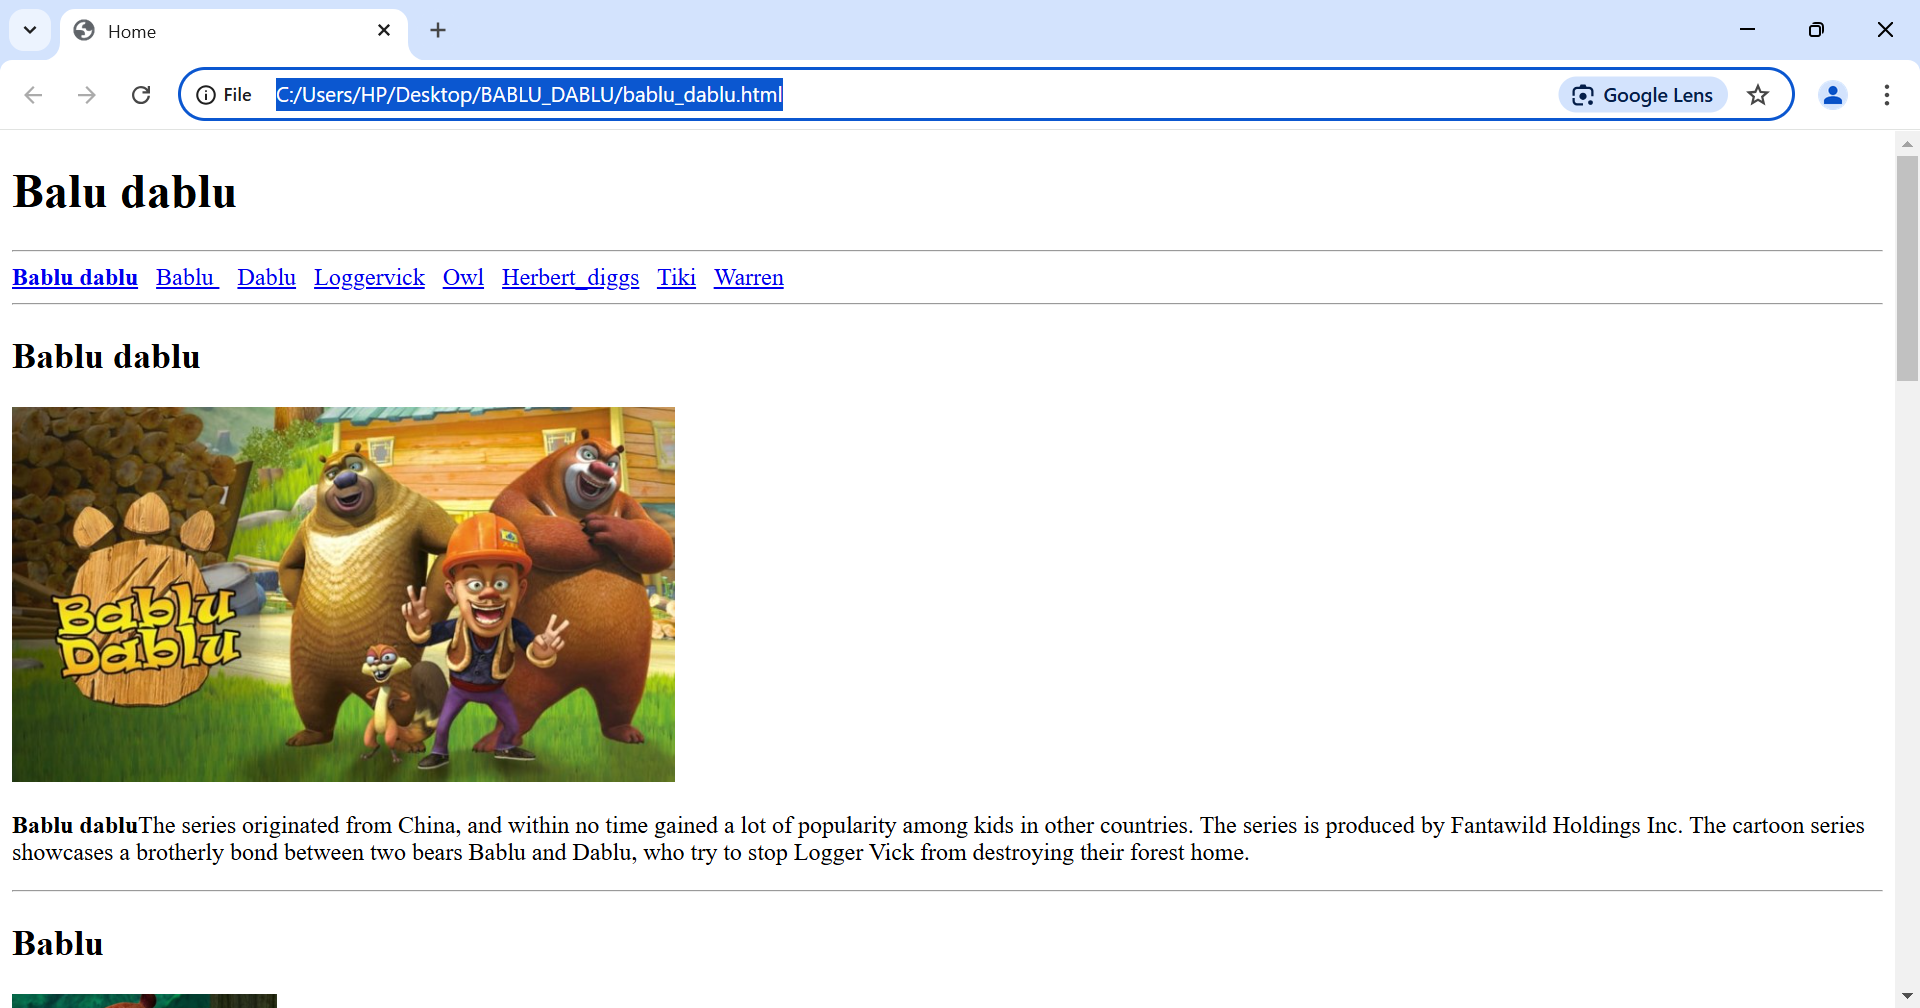 Home
File C:/Users/HP/Desktop/BABLU_DABLU/bablu_dablu.html Google Lens
Balu dablu
Bablu dablu Bablu Dablu Loggervick Owl Herbert_diggs Tiki Warren
Bablu dablu
Bablu
Dablu
Bablu dabluThe series originated from China, and within no time gained a lot of popularity among kids in other countries. The series is produced by Fantawild Holdings Inc. The cartoon series
showcases a brotherly bond between two bears Bablu and Dablu, who try to stop Logger Vick from destroying their forest home.
Bablu